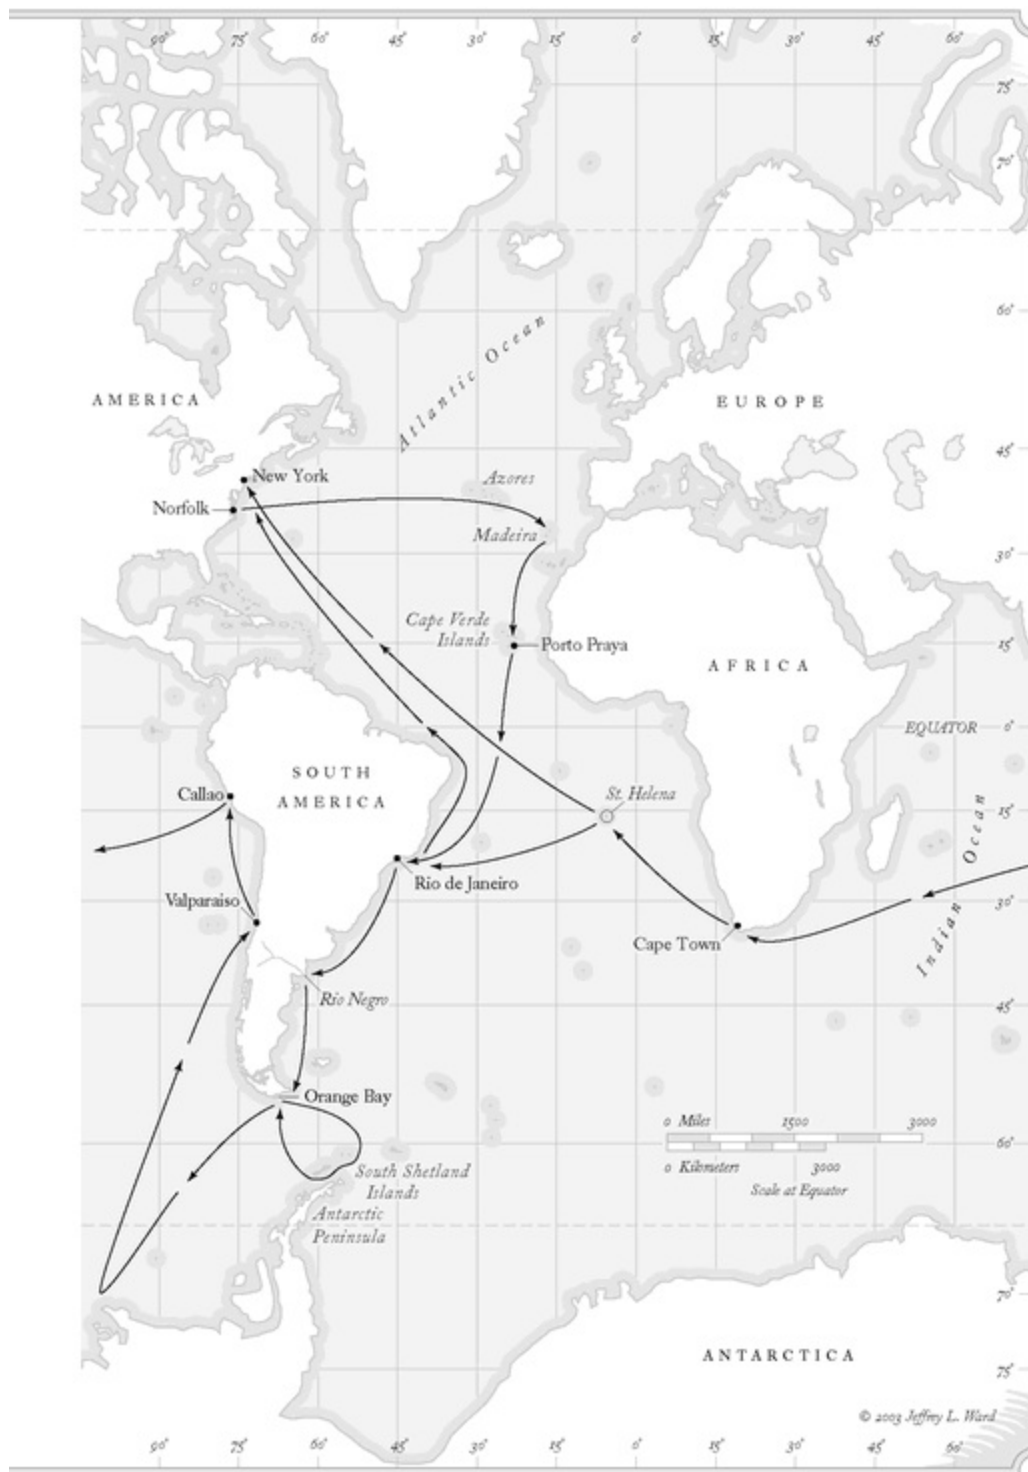 90° 75° 60° 45° 30° 15° 0° 15° 30° 45° 60°
75°
70°
60°
Atlantic Ocean
AMERICA
EUROPE
45°
New York
Azores
Norfolk
Madeira
30°
Cape Verde
Islands
Porto Praya
15°
AFRICA
EQUATOR
0°
SOUTH
AMERICA
Callao
St. Helena
15°
Indian Ocean
Rio de Janeiro
Valparaiso
30°
Cape Town
Rio Negro
45°
Orange Bay
0 Miles 1500 3000
0 Kilometers 3000
Scale at Equator
60°
South Shetland
Islands
Antarctic
Peninsula
70°
ANTARCTICA
75°
© 2003 Jeffrey L. Ward
90° 75° 60° 45° 30° 15° 0° 15° 30° 45° 60°